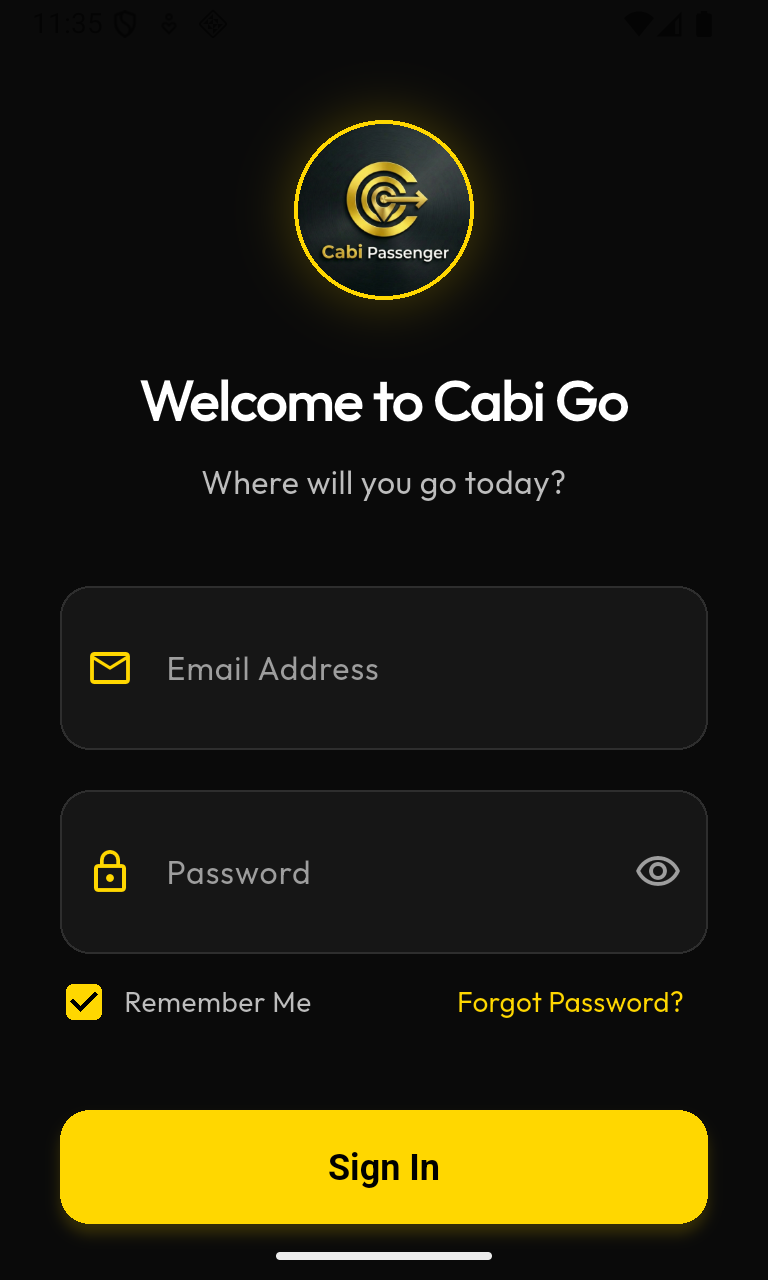 11:35
Cabi Passenger
Welcome to Cabi Go
Where will you go today?
Email Address
Password
Remember Me
Forgot Password?
Sign In